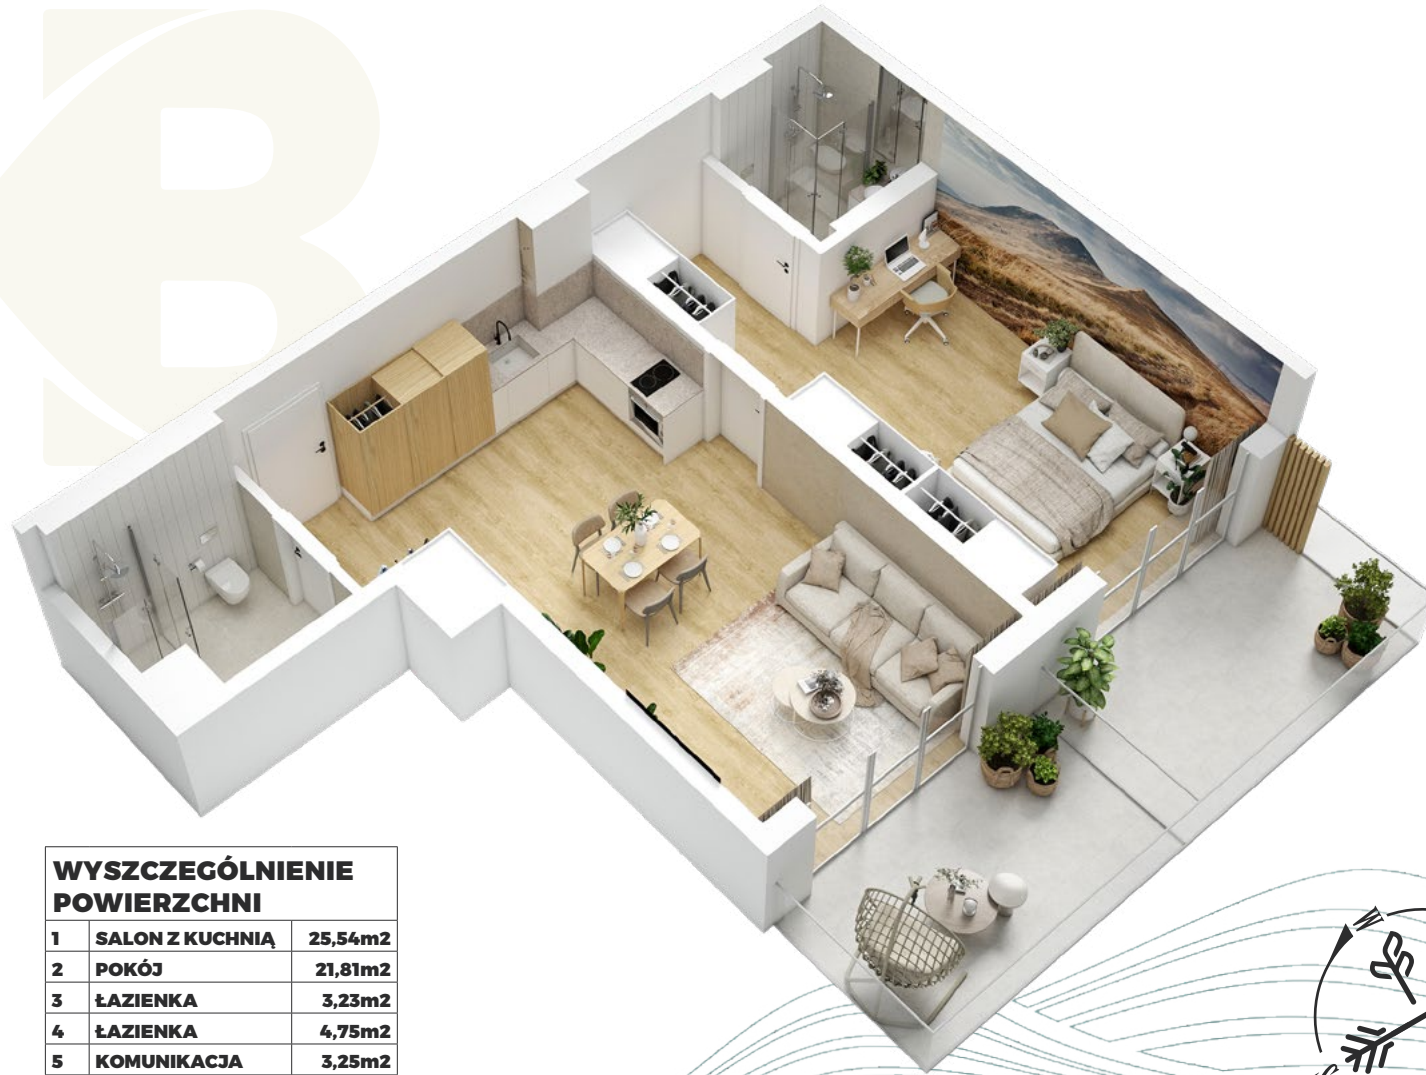 B
WYSZCZEGÓLNIENIE
POWIERZCHNI
1 SALON Z KUCHNIĄ 25,54m2
2 POKÓJ 21,81m2
3 ŁAZIENKA 3,23m2
4 ŁAZIENKA 4,75m2
5 KOMUNIKACJA 3,25m2